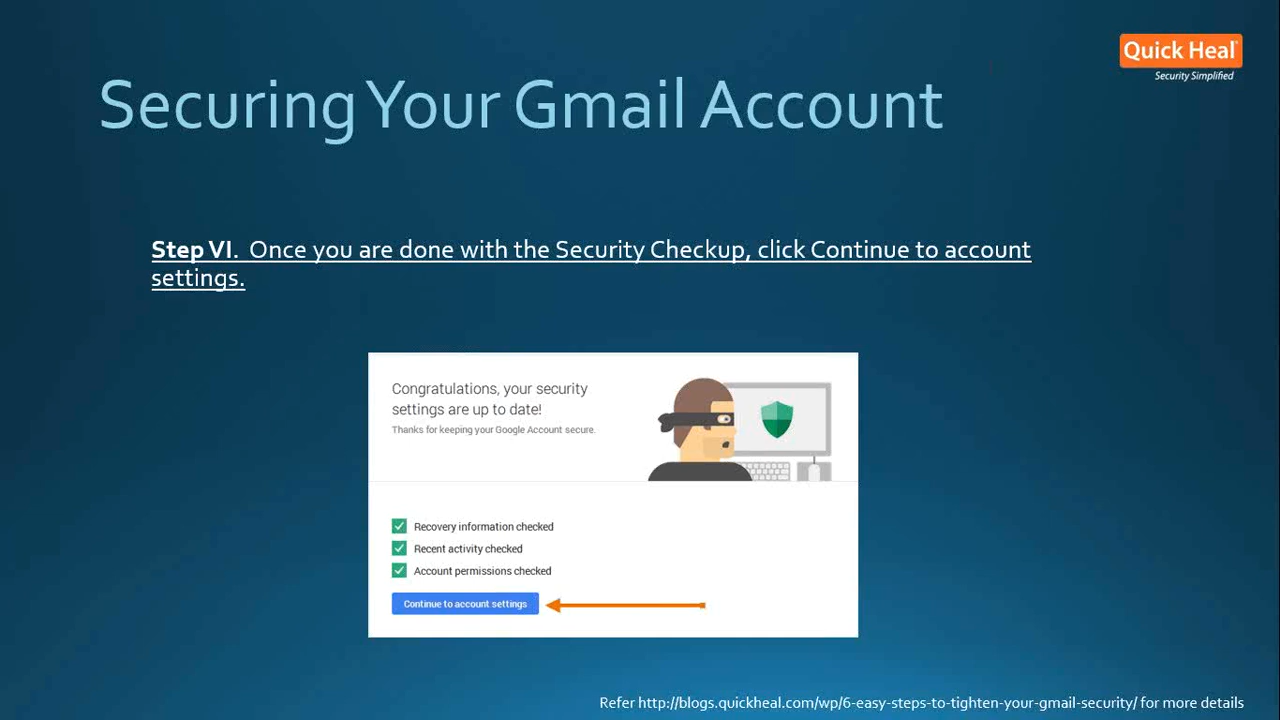 Quick Heal
Security Simplified
Securing Your Gmail Account
Step VI. Once you are done with the Security Checkup, click Continue to account
settings.
Congratulations, your security
settings are up to date!
Thanks for keeping your Google Account secure.
Recovery information checked
Recent activity checked
Account permissions checked
Continue to account settings
Refer http://blogs.quickheal.com/wp/6-easy-steps-to-tighten-your-gmail-security/ for more details